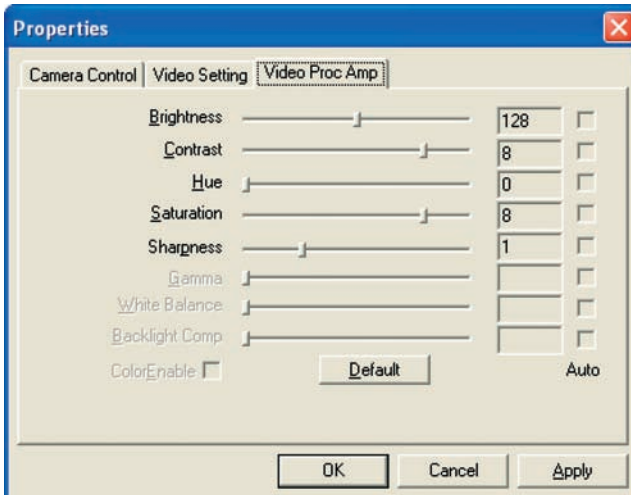 Properties
Camera Control Video Setting Video Proc Amp
Brightness 128
Contrast 8
Hue 0
Saturation 8
Sharpness 1
Gamma
White Balance
Backlight Comp
ColorEnable Default Auto
OK Cancel Apply